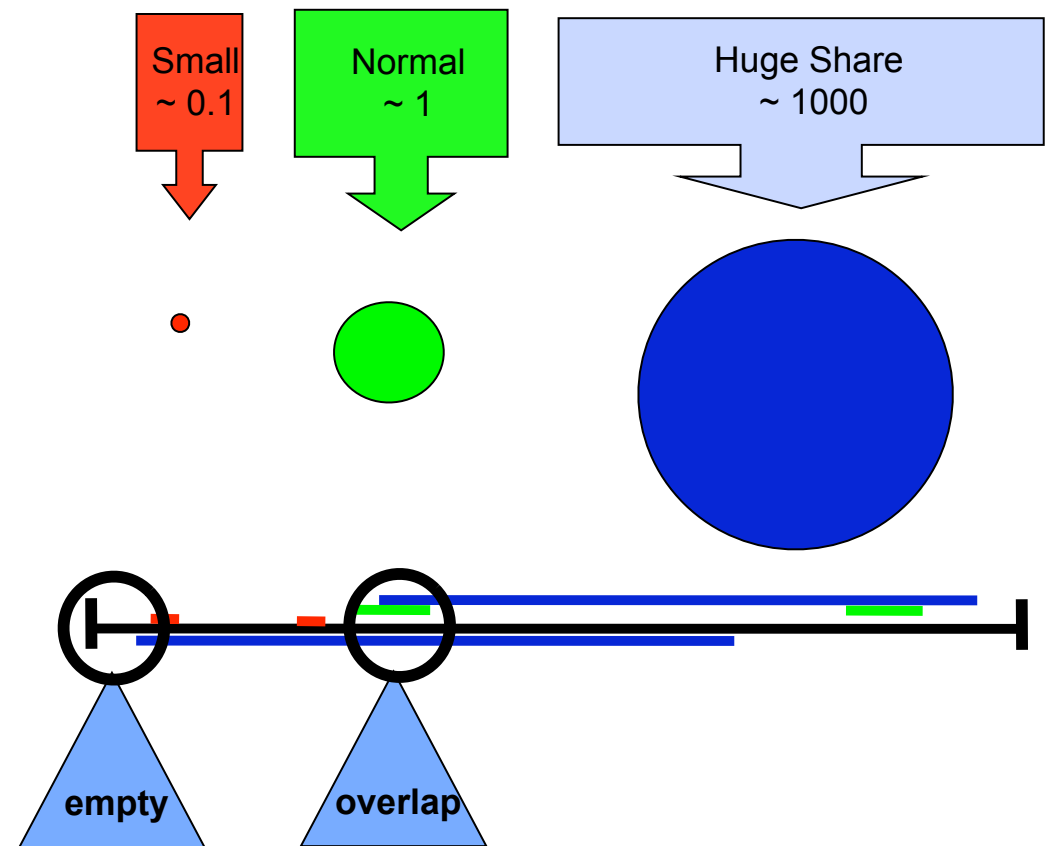 Small
~ 0.1
Normal
~ 1
Huge Share
~ 1000
empty
overlap